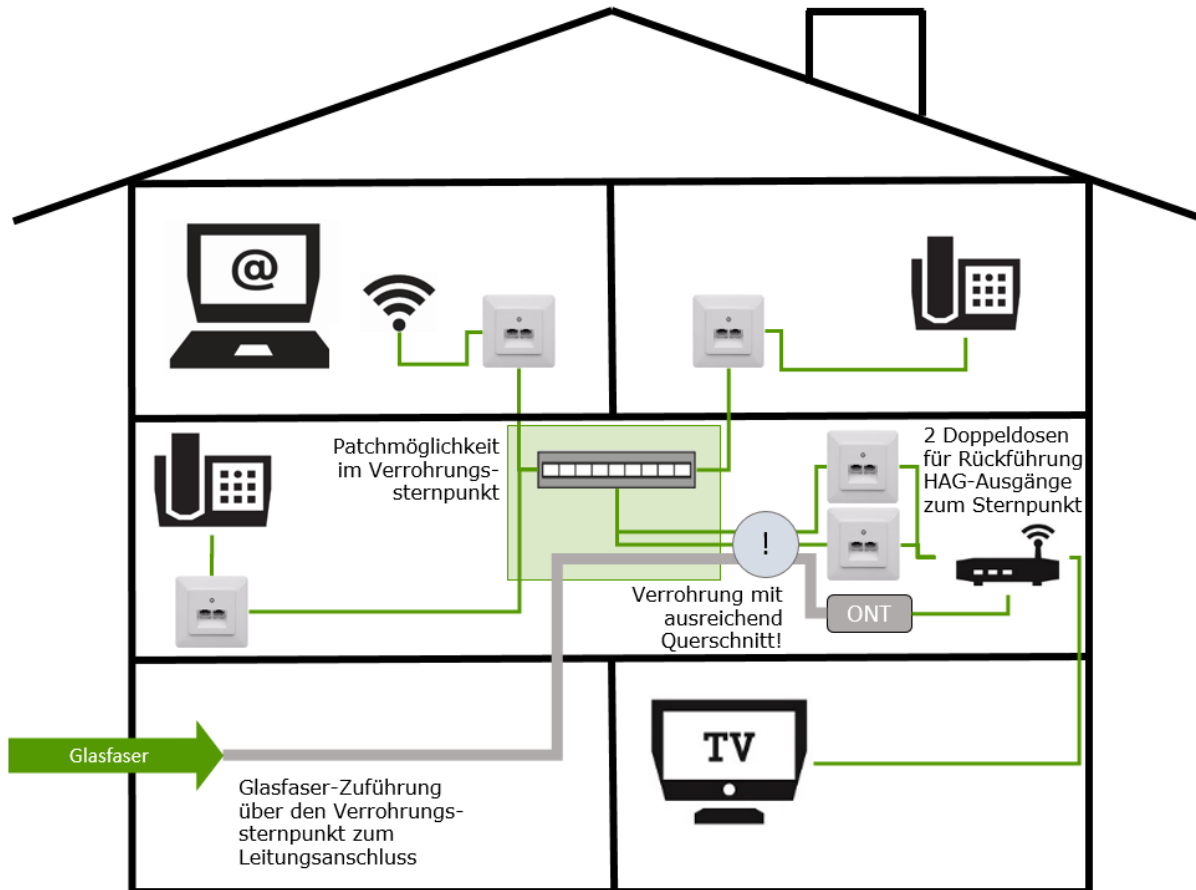 @
Patchmöglichkeit
im Verrohrungs-
sternpunkt
2 Doppeldosen
für Rückführung
HAG-Ausgänge
zum Sternpunkt
!
Verrohrung mit
ausreichend
Querschnitt!
ONT
Glasfaser
TV
Glasfaser-Zuführung
über den Verrohrungs-
sternpunkt zum
Leitungsanschluss